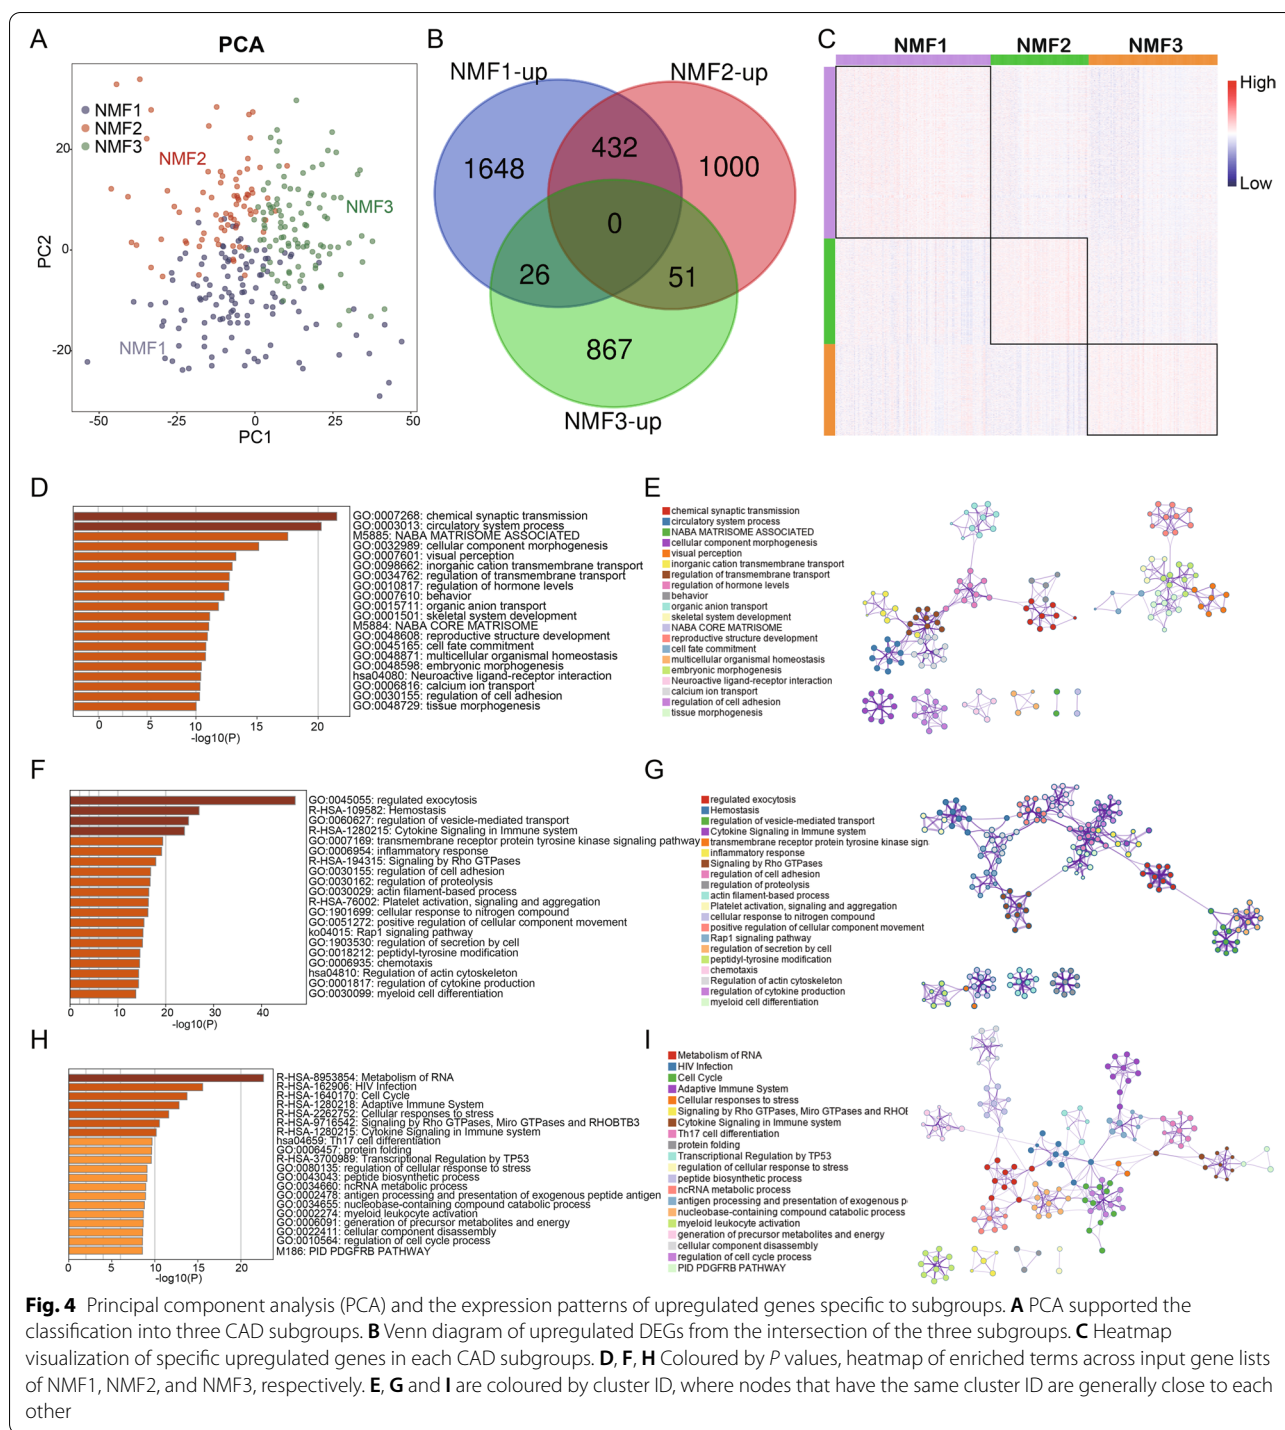 A
PCA
NMF1
NMF2
NMF3
NMF2
NMF3
NMF1
20
0
-20
PC2
-50
-25
0
25
50
PC1
B
NMF1-up
NMF2-up
432
1648
1000
0
26
51
867
NMF3-up
C
NMF1
NMF2
NMF3
High
Low
D
GO:0007268: chemical synaptic transmission
GO:0003013: circulatory system process
M5885: NABA MATRISOME ASSOCIATED
GO:0032989: cellular component morphogenesis
GO:0007601: visual perception
GO:0098662: inorganic cation transmembrane transport
GO:0034762: regulation of transmembrane transport
GO:0010817: regulation of hormone levels
GO:0007610: behavior
GO:0015711: organic anion transport
GO:0001501: skeletal system development
M5884: NABA CORE MATRISOME
GO:0048608: reproductive structure development
GO:0045165: cell fate commitment
GO:0048871: multicellular organismal homeostasis
GO:0048598: embryonic morphogenesis
hsa04080: Neuroactive ligand-receptor interaction
GO:0006816: calcium ion transport
GO:0030155: regulation of cell adhesion
GO:0048729: tissue morphogenesis
0 5 10 15 20
-log10(P)
E
chemical synaptic transmission
circulatory system process
NABA MATRISOME ASSOCIATED
cellular component morphogenesis
visual perception
inorganic cation transmembrane transport
regulation of transmembrane transport
regulation of hormone levels
behavior
organic anion transport
skeletal system development
NABA CORE MATRISOME
reproductive structure development
cell fate commitment
multicellular organismal homeostasis
embryonic morphogenesis
Neuroactive ligand-receptor interaction
calcium ion transport
regulation of cell adhesion
tissue morphogenesis
F
GO:0045055: regulated exocytosis
R-HSA-109582: Hemostasis
GO:0060627: regulation of vesicle-mediated transport
R-HSA-1280215: Cytokine Signaling in Immune system
GO:0007169: transmembrane receptor protein tyrosine kinase signaling pathway
GO:0006954: inflammatory response
R-HSA-194315: Signaling by Rho GTPases
GO:0030155: regulation of cell adhesion
GO:0030162: regulation of proteolysis
GO:0030029: actin filament-based process
R-HSA-76002: Platelet activation, signaling and aggregation
GO:1901699: cellular response to nitrogen compound
GO:0051272: positive regulation of cellular component movement
ko04015: Rap1 signaling pathway
GO:1903530: regulation of secretion by cell
GO:0018212: peptidyl-tyrosine modification
GO:0006935: chemotaxis
hsa04810: Regulation of actin cytoskeleton
GO:0001817: regulation of cytokine production
GO:0030099: myeloid cell differentiation
0 10 20 30 40
-log10(P)
G
regulated exocytosis
Hemostasis
regulation of vesicle-mediated transport
Cytokine Signaling in Immune system
transmembrane receptor protein tyrosine kinase sign
inflammatory response
Signaling by Rho GTPases
regulation of cell adhesion
regulation of proteolysis
actin filament-based process
Platelet activation, signaling and aggregation
cellular response to nitrogen compound
positive regulation of cellular component movement
Rap1 signaling pathway
regulation of secretion by cell
peptidyl-tyrosine modification
chemotaxis
Regulation of actin cytoskeleton
regulation of cytokine production
myeloid cell differentiation
H
R-HSA-8953854: Metabolism of RNA
R-HSA-162906: HIV Infection
R-HSA-1640170: Cell Cycle
R-HSA-1280218: Adaptive Immune System
R-HSA-2262752: Cellular responses to stress
R-HSA-9716542: Signaling by Rho GTPases, Miro GTPases and RHOBTB3
R-HSA-1280215: Cytokine Signaling in Immune system
hsa04659: Th17 cell differentiation
GO:0006457: protein folding
R-HSA-3700989: Transcriptional Regulation by TP53
GO:0080135: regulation of cellular response to stress
GO:0043043: peptide biosynthetic process
GO:0034660: ncRNA metabolic process
GO:0002478: antigen processing and presentation of exogenous peptide antigen
GO:0034655: nucleobase-containing compound catabolic process
GO:0002274: myeloid leukocyte activation
GO:0006091: generation of precursor metabolites and energy
GO:0022411: cellular component disassembly
GO:0010564: regulation of cell cycle process
M186: PID PDGFRB PATHWAY
0 5 10 15 20
-log10(P)
I
Metabolism of RNA
HIV Infection
Cell Cycle
Adaptive Immune System
Cellular responses to stress
Signaling by Rho GTPases, Miro GTPases and RHOB
Cytokine Signaling in Immune system
Th17 cell differentiation
protein folding
Transcriptional Regulation by TP53
regulation of cellular response to stress
peptide biosynthetic process
ncRNA metabolic process
antigen processing and presentation of exogenous p
nucleobase-containing compound catabolic process
myeloid leukocyte activation
generation of precursor metabolites and energy
cellular component disassembly
regulation of cell cycle process
PID PDGFRB PATHWAY
Fig. 4 Principal component analysis (PCA) and the expression patterns of upregulated genes specific to subgroups. A PCA supported the
classification into three CAD subgroups. B Venn diagram of upregulated DEGs from the intersection of the three subgroups. C Heatmap
visualization of specific upregulated genes in each CAD subgroups. D, F, H Coloured by P values, heatmap of enriched terms across input gene lists
of NMF1, NMF2, and NMF3, respectively. E, G and I are coloured by cluster ID, where nodes that have the same cluster ID are generally close to each
other